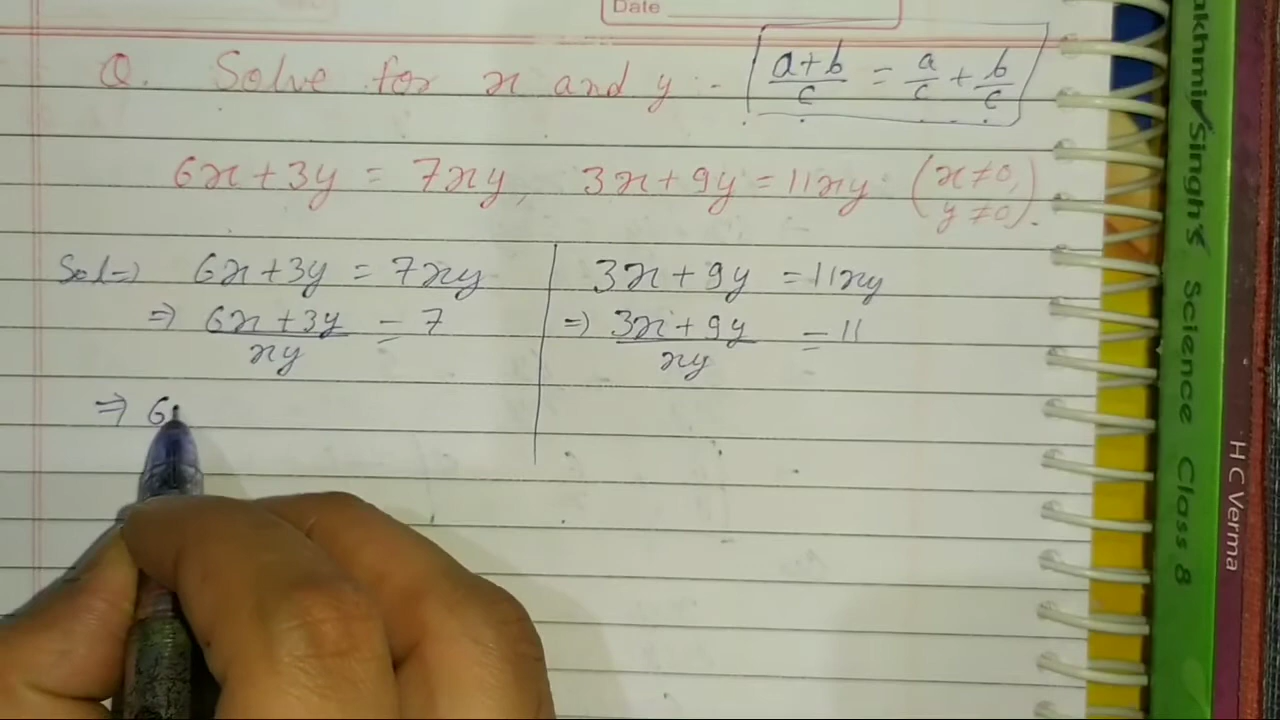 Date
Q. Solve for x and y - (a+b)/c = a/c + b/c
6x+3y = 7xy, 3x+9y = 11xy (x≠0, y≠0).
Sol⇒ 6x+3y = 7xy
⇒ (6x+3y)/xy = 7
⇒ 6
3x+9y = 11xy
⇒ (3x+9y)/xy = 11
Singh's Science Class 8
H C Verma